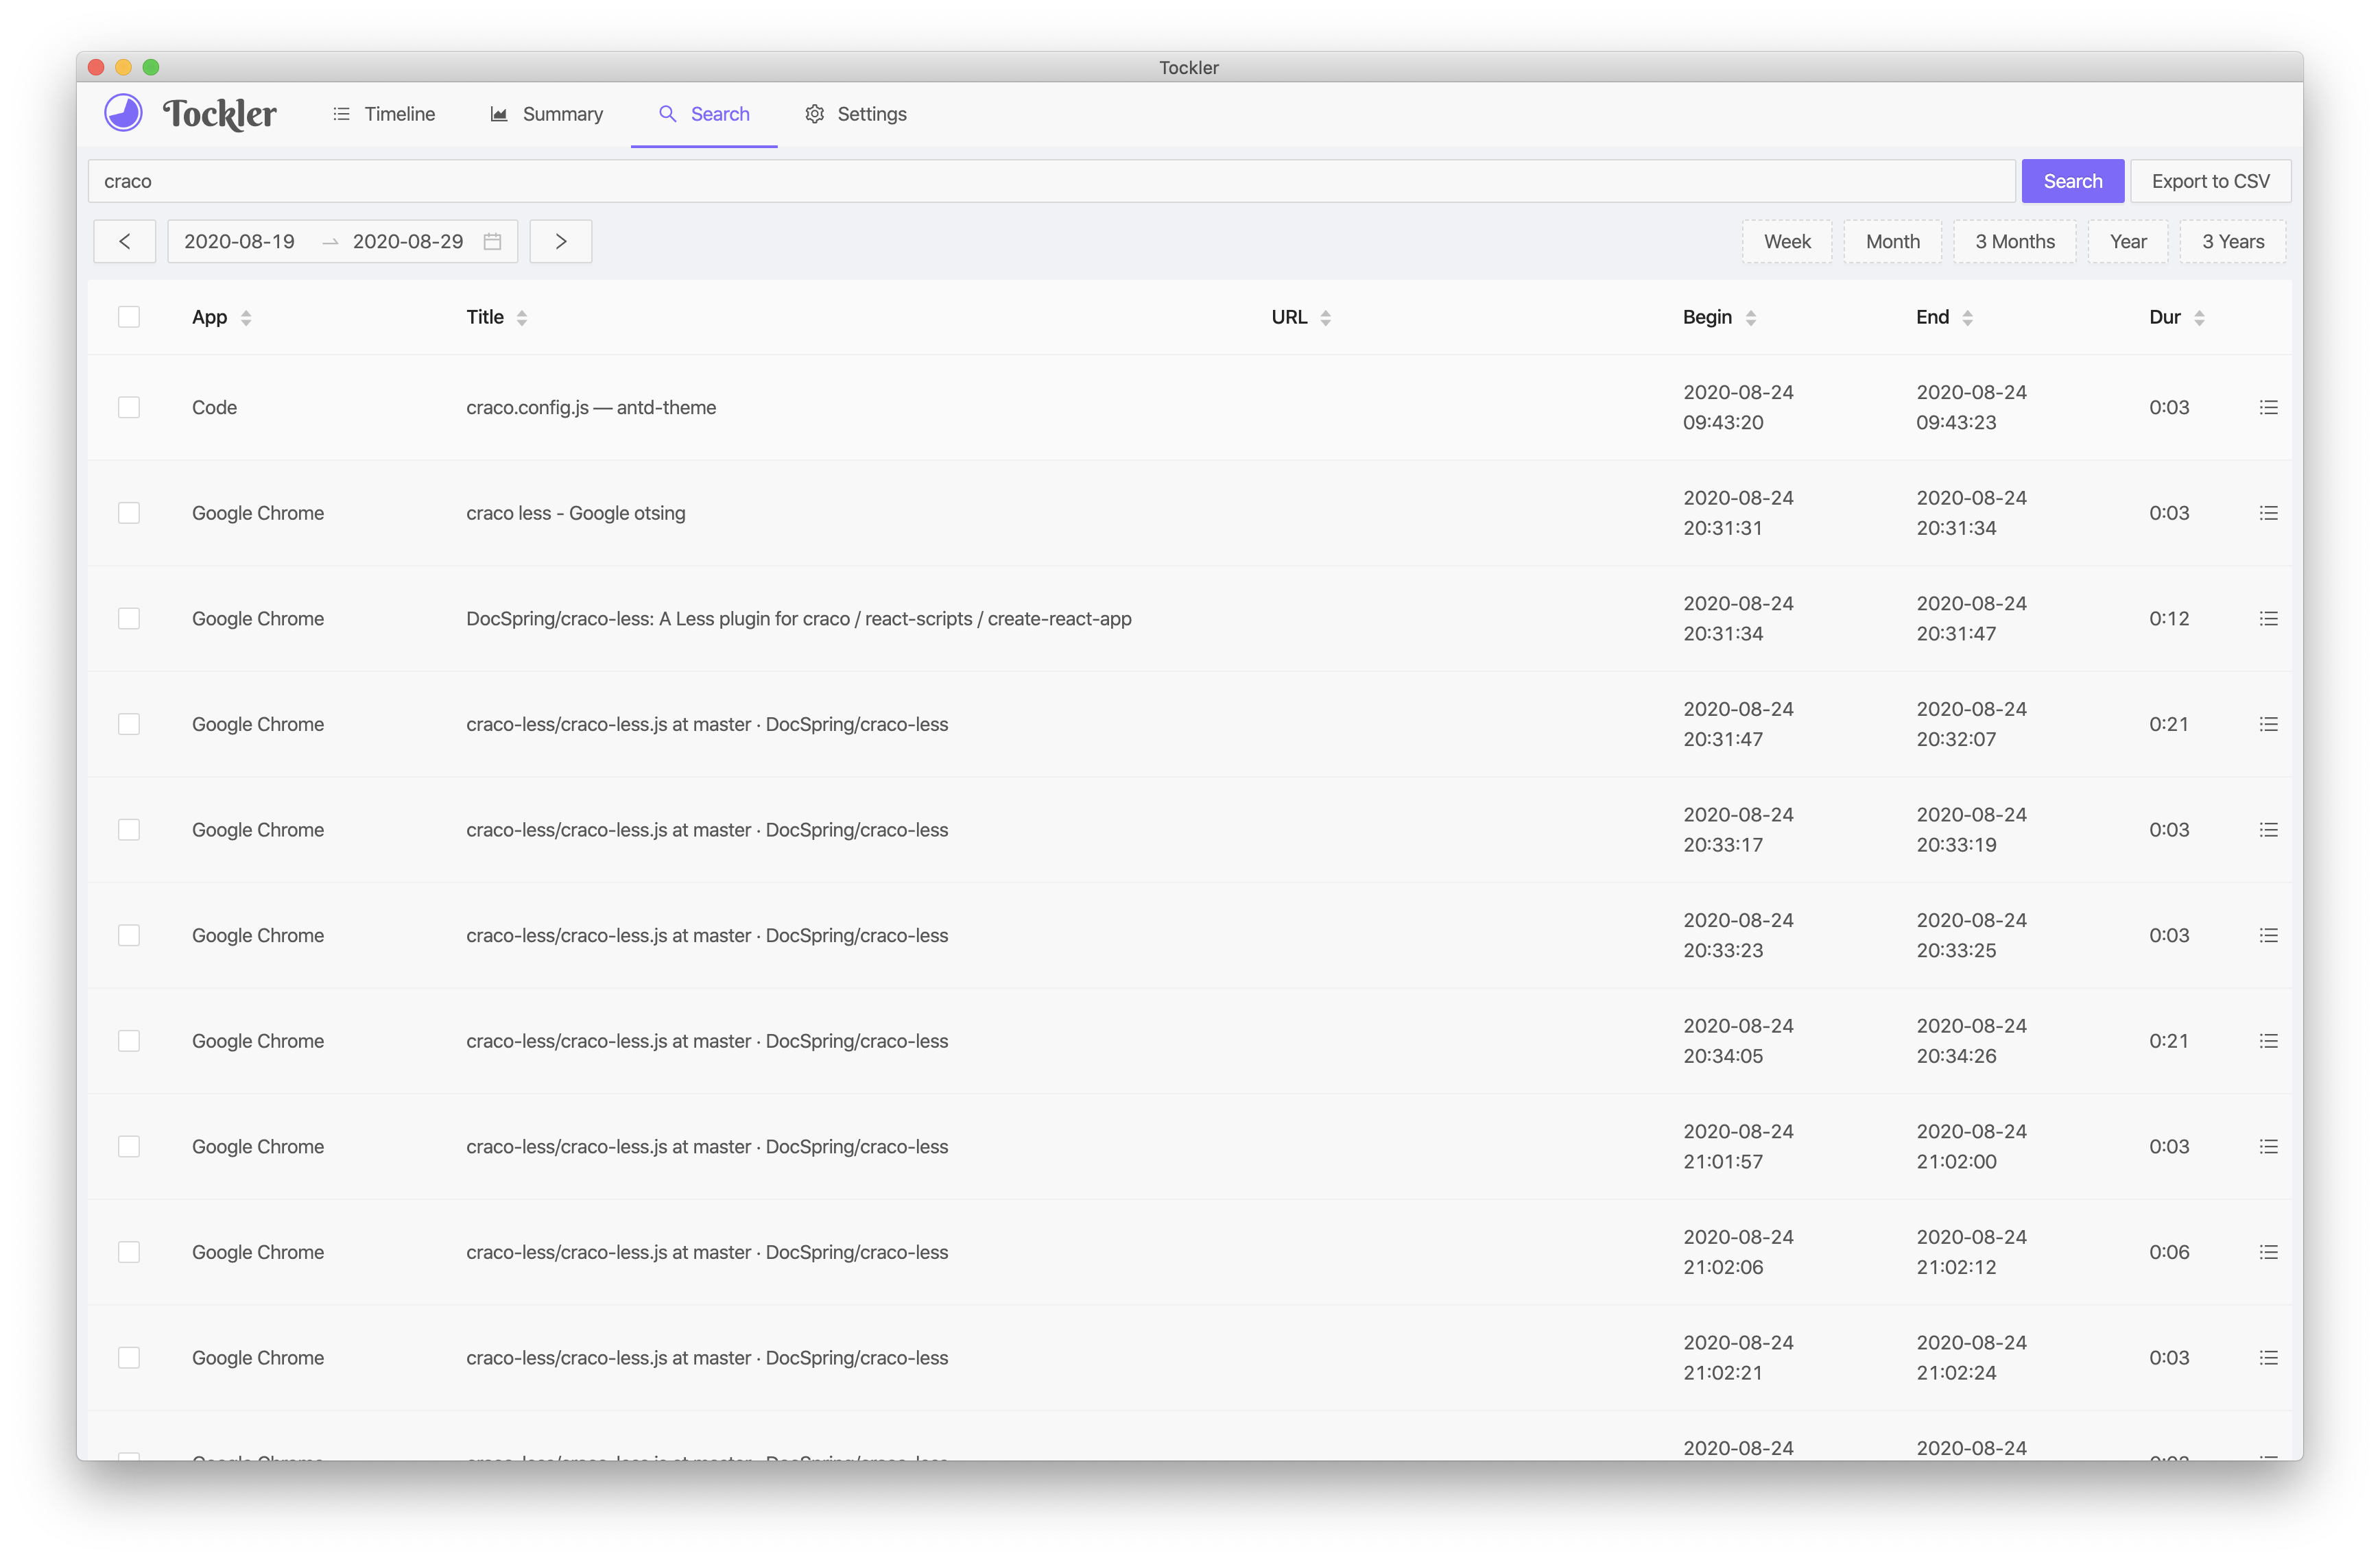 Tockler
Tockler Timeline Summary Search Settings
craco Search Export to CSV
2020-08-19 2020-08-29 Week Month 3 Months Year 3 Years
App Title URL Begin End Dur
Code craco.config.js — antd-theme 2020-08-24 09:43:20 2020-08-24 09:43:23 0:03
Google Chrome craco less - Google otsing 2020-08-24 20:31:31 2020-08-24 20:31:34 0:03
Google Chrome DocSpring/craco-less: A Less plugin for craco / react-scripts / create-react-app 2020-08-24 20:31:34 2020-08-24 20:31:47 0:12
Google Chrome craco-less/craco-less.js at master · DocSpring/craco-less 2020-08-24 20:31:47 2020-08-24 20:32:07 0:21
Google Chrome craco-less/craco-less.js at master · DocSpring/craco-less 2020-08-24 20:33:17 2020-08-24 20:33:19 0:03
Google Chrome craco-less/craco-less.js at master · DocSpring/craco-less 2020-08-24 20:33:23 2020-08-24 20:33:25 0:03
Google Chrome craco-less/craco-less.js at master · DocSpring/craco-less 2020-08-24 20:34:05 2020-08-24 20:34:26 0:21
Google Chrome craco-less/craco-less.js at master · DocSpring/craco-less 2020-08-24 21:01:57 2020-08-24 21:02:00 0:03
Google Chrome craco-less/craco-less.js at master · DocSpring/craco-less 2020-08-24 21:02:06 2020-08-24 21:02:12 0:06
Google Chrome craco-less/craco-less.js at master · DocSpring/craco-less 2020-08-24 21:02:21 2020-08-24 21:02:24 0:03
2020-08-24 2020-08-24